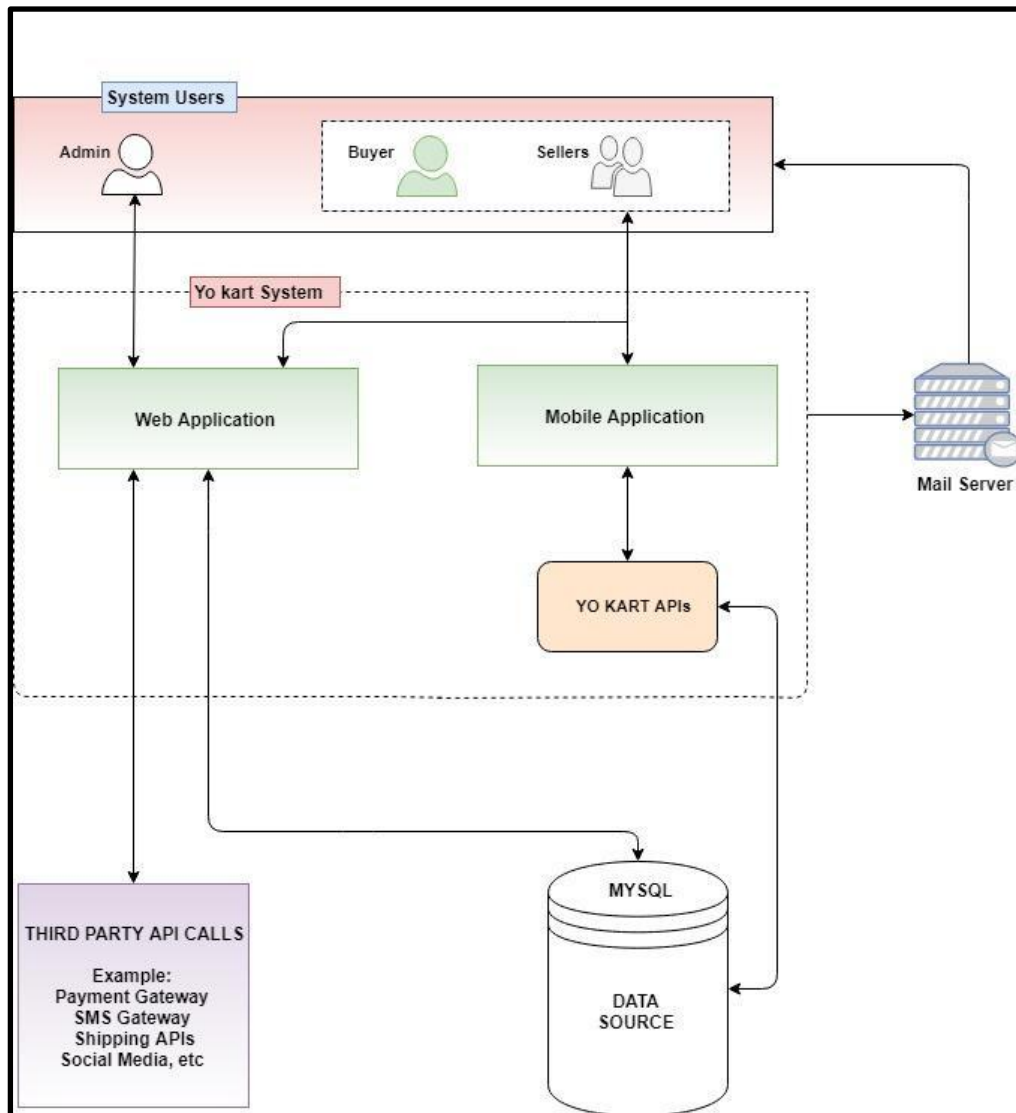 System Users
Admin
Buyer
Sellers
Yo kart System
Web Application
Mobile Application
Mail Server
YO KART APIs
THIRD PARTY API CALLS
Example:
Payment Gateway
SMS Gateway
Shipping APIs
Social Media, etc
MYSQL
DATA
SOURCE